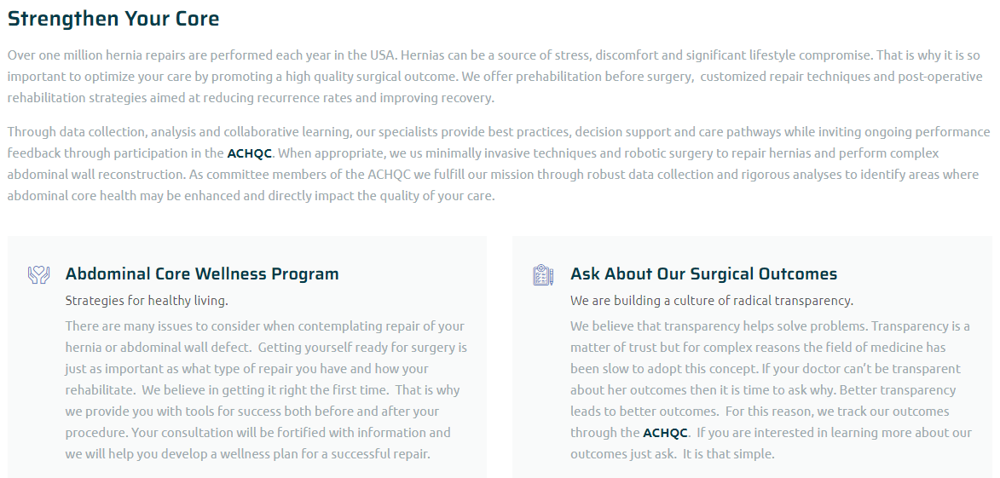 Strengthen Your Core
Over one million hernia repairs are performed each year in the USA. Hernias can be a source of stress, discomfort and significant lifestyle compromise. That is why it is so
important to optimize your care by promoting a high quality surgical outcome. We offer prehabilitation before surgery,  customized repair techniques and post-operative
rehabilitation strategies aimed at reducing recurrence rates and improving recovery.
Through data collection, analysis and collaborative learning, our specialists provide best practices, decision support and care pathways while inviting ongoing performance
feedback through participation in the ACHQC. When appropriate, we us minimally invasive techniques and robotic surgery to repair hernias and perform complex
abdominal wall reconstruction. As committee members of the ACHQC we fulfill our mission through robust data collection and rigorous analyses to identify areas where
abdominal core health may be enhanced and directly impact the quality of your care.
Abdominal Core Wellness Program
Strategies for healthy living.
There are many issues to consider when contemplating repair of your
hernia or abdominal wall defect.  Getting yourself ready for surgery is
just as important as what type of repair you have and how your
rehabilitate.  We believe in getting it right the first time.  That is why
we provide you with tools for success both before and after your
procedure. Your consultation will be fortified with information and
we will help you develop a wellness plan for a successful repair.
Ask About Our Surgical Outcomes
We are building a culture of radical transparency.
We believe that transparency helps solve problems. Transparency is a
matter of trust but for complex reasons the field of medicine has
been slow to adopt this concept. If your doctor can't be transparent
about her outcomes then it is time to ask why. Better transparency
leads to better outcomes.  For this reason, we track our outcomes
through the ACHQC.  If you are interested in learning more about our
outcomes just ask.  It is that simple.